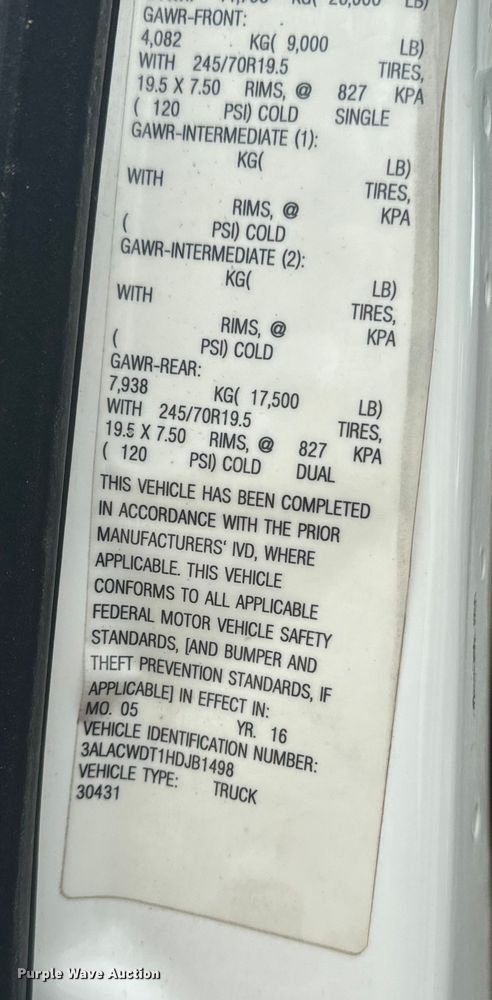 GAWR-FRONT:
4,082 KG( 9,000 LB)
WITH 245/70R19.5 TIRES,
19.5 X 7.50 RIMS, @ 827 KPA
( 120 PSI) COLD SINGLE
GAWR-INTERMEDIATE (1):
KG( LB)
WITH TIRES,
RIMS, @ KPA
( PSI) COLD
GAWR-INTERMEDIATE (2):
KG( LB)
WITH TIRES,
RIMS, @ KPA
( PSI) COLD
GAWR-REAR:
7,938 KG( 17,500 LB)
WITH 245/70R19.5 TIRES,
19.5 X 7.50 RIMS, @ 827 KPA
( 120 PSI) COLD DUAL
THIS VEHICLE HAS BEEN COMPLETED
IN ACCORDANCE WITH THE PRIOR
MANUFACTURERS' IVD, WHERE
APPLICABLE. THIS VEHICLE
CONFORMS TO ALL APPLICABLE
FEDERAL MOTOR VEHICLE SAFETY
STANDARDS, [AND BUMPER AND
THEFT PREVENTION STANDARDS, IF
APPLICABLE] IN EFFECT IN:
MO. 05 YR. 16
VEHICLE IDENTIFICATION NUMBER:
3ALACWDT1HDJB1498
VEHICLE TYPE: TRUCK
30431
Purple Wave Auction